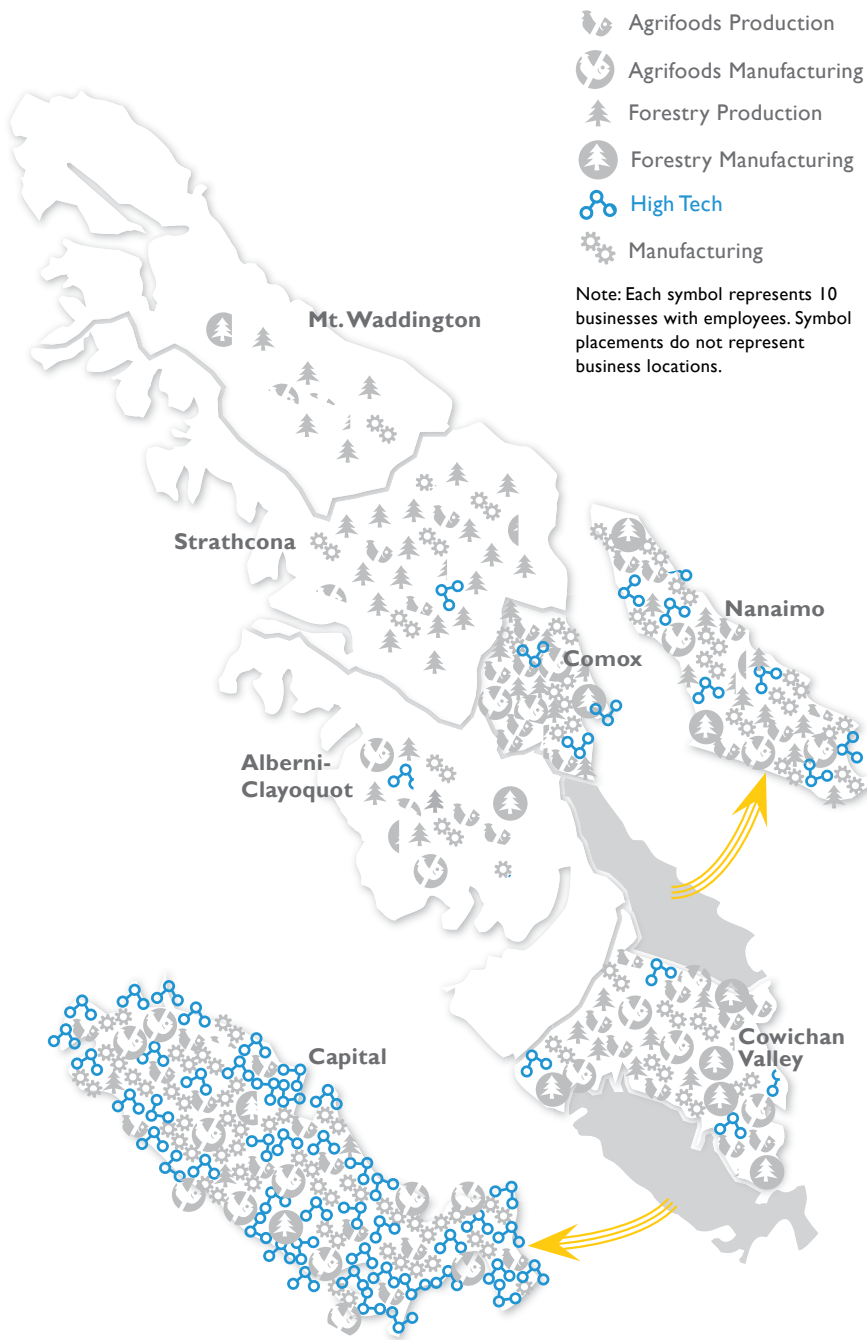 Agrifoods Production
Agrifoods Manufacturing
Forestry Production
Forestry Manufacturing
High Tech
Manufacturing
Note: Each symbol represents 10
businesses with employees. Symbol
placements do not represent
business locations.
Mt. Waddington
Strathcona
Nanaimo
Comox
Alberni-
Clayoquot
Capital
Cowichan
Valley